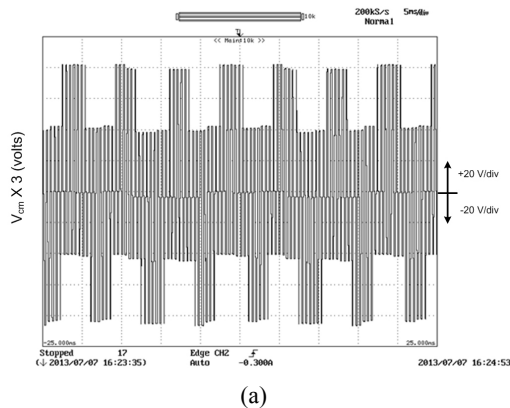 10k
200kS/s 5ms/div
Normal
<< Main:10k >>
Vcm X 3 (volts)
+20 V/div
-20 V/div
-25.000ms
25.000ms
Stopped 17 Edge CH2
(↓2013/07/07 16:23:35) Auto -0.300A 2013/07/07 16:24:53
(a)